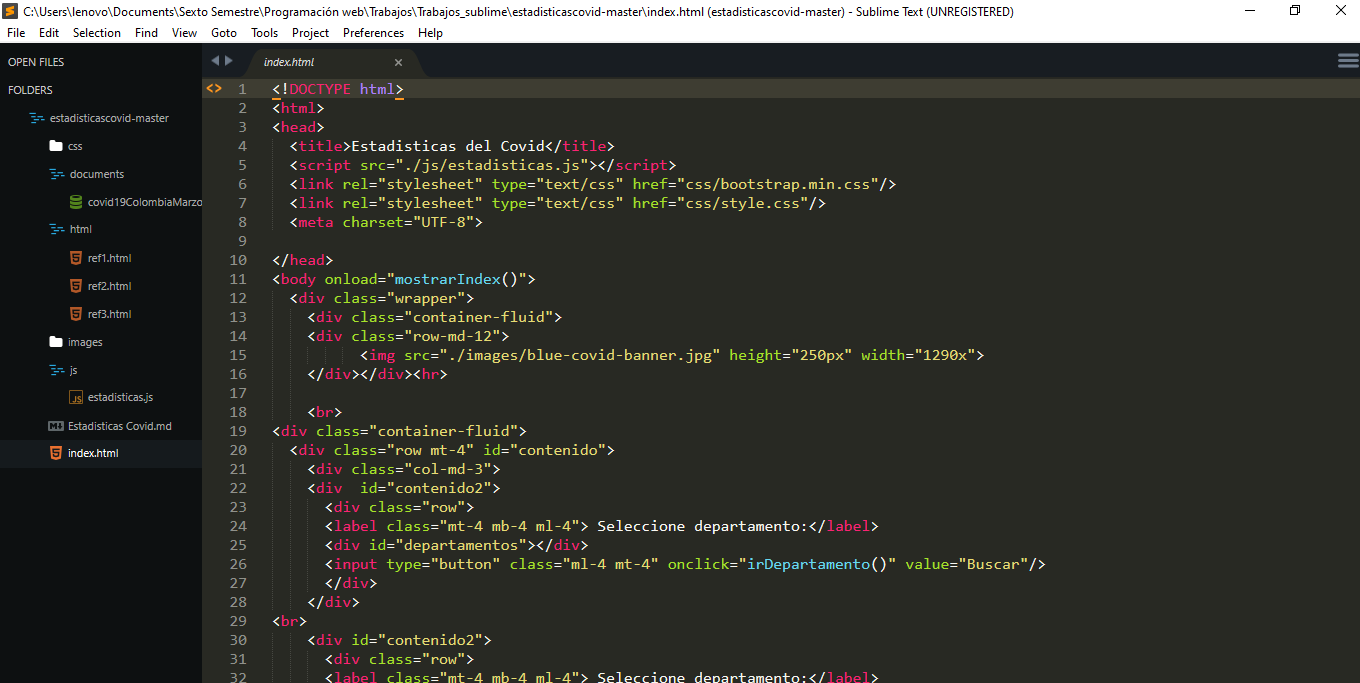 C:\Users\lenovo\Documents\Sexto Semestre\Programación web\Trabajos\Trabajos_sublime\estadisticascovid-master\index.html (estadisticascovid-master) - Sublime Text (UNREGISTERED)
File Edit Selection Find View Goto Tools Project Preferences Help
OPEN FILES
FOLDERS
estadisticascovid-master
css
documents
covid19ColombiaMarzo
html
ref1.html
ref2.html
ref3.html
images
js
JS estadisticas.js
Estadisticas Covid.md
index.html
index.html
1 <!DOCTYPE html>
2 <html>
3 <head>
4 <title>Estadisticas del Covid</title>
5 <script src="./js/estadisticas.js"></script>
6 <link rel="stylesheet" type="text/css" href="css/bootstrap.min.css"/>
7 <link rel="stylesheet" type="text/css" href="css/style.css"/>
8 <meta charset="UTF-8">
9
10 </head>
11 <body onload="mostrarIndex()">
12 <div class="wrapper">
13 <div class="container-fluid">
14 <div class="row-md-12">
15 <img src="./images/blue-covid-banner.jpg" height="250px" width="1290x">
16 </div></div><hr>
17
18 <br>
19 <div class="container-fluid">
20 <div class="row mt-4" id="contenido">
21 <div class="col-md-3">
22 <div  id="contenido2">
23 <div class="row">
24 <label class="mt-4 mb-4 ml-4"> Seleccione departamento:</label>
25 <div id="departamentos"></div>
26 <input type="button" class="ml-4 mt-4" onclick="irDepartamento()" value="Buscar"/>
27 </div>
28 </div>
29 <br>
30 <div id="contenido2">
31 <div class="row">
32 <label class="mt-4 mb-4 ml-4"> Seleccione departamento:</label>